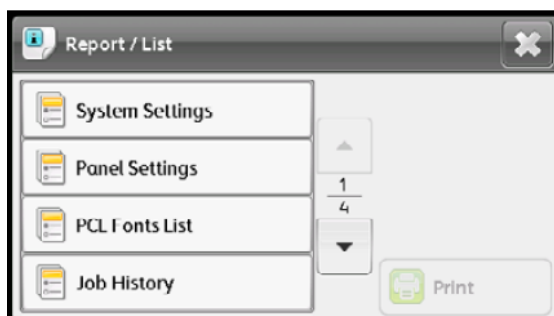 Report / List
System Settings
Panel Settings
1
4
PCL Fonts List
Job History
Print